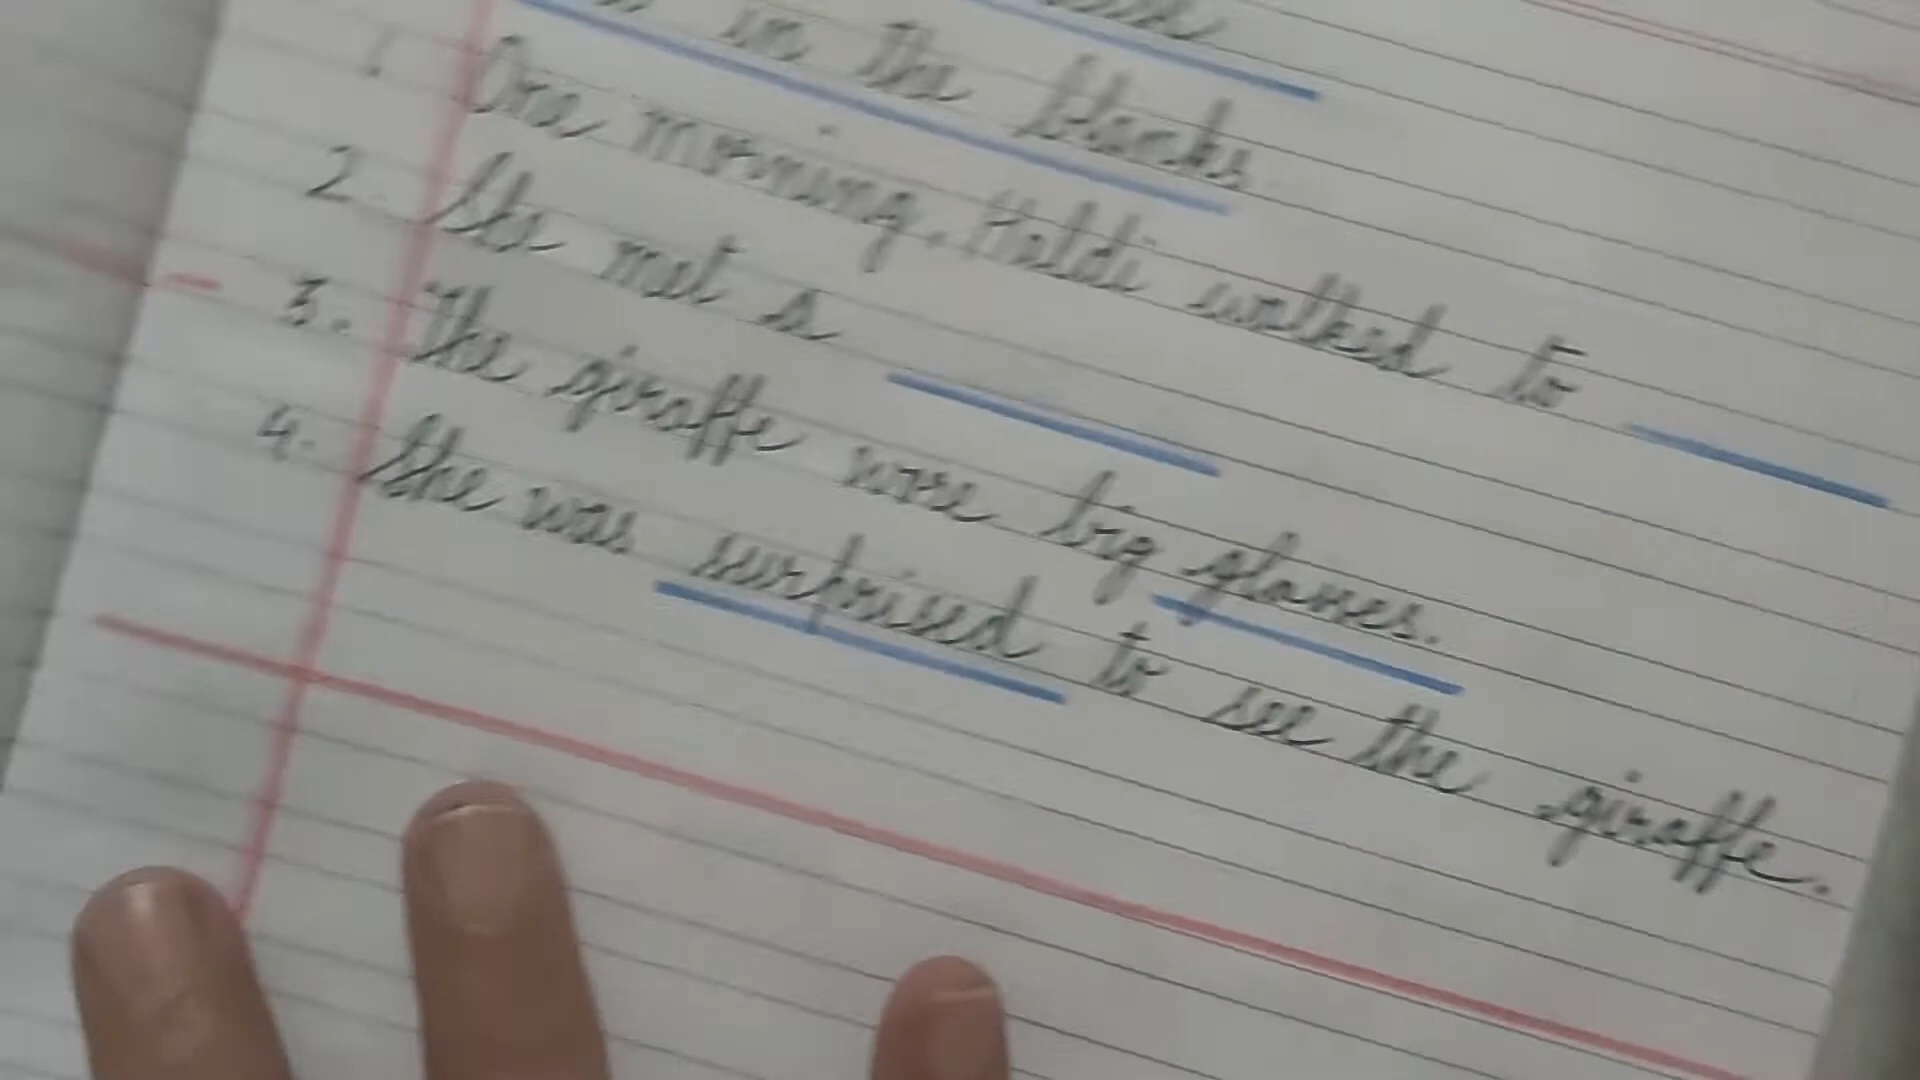 in the blanks.
1. One morning, Haldi walked to
2. She met a
3. The giraffe wore big glasses.
4. She was surprised to see the giraffe.